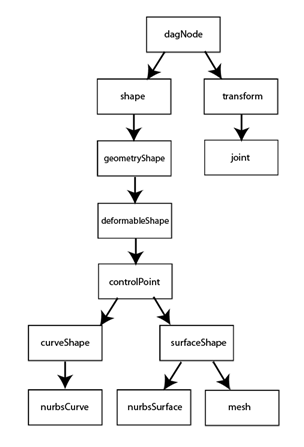 dagNode
shape
transform
geometryShape
joint
deformableShape
controlPoint
curveShape
surfaceShape
nurbsCurve
nurbsSurface
mesh